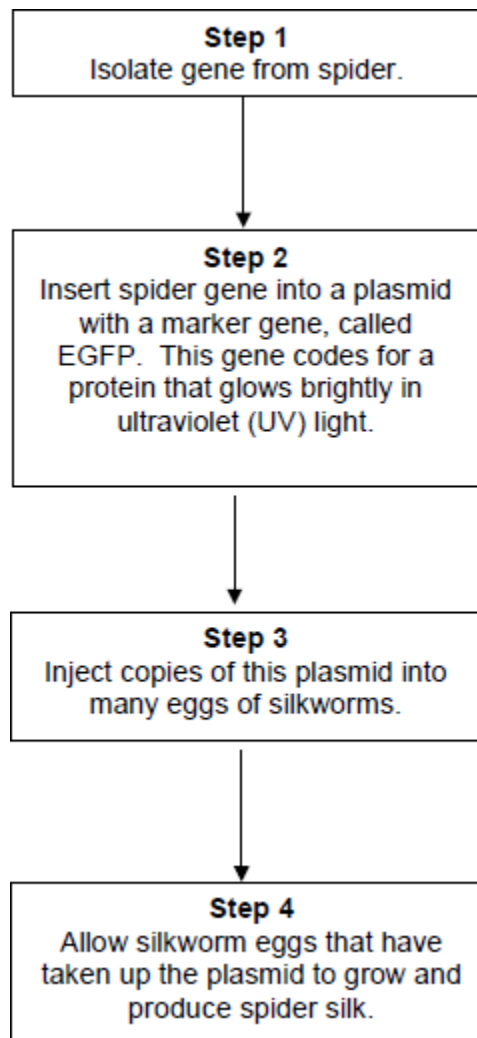 Step 1
Isolate gene from spider.
Step 2
Insert spider gene into a plasmid
with a marker gene, called
EGFP. This gene codes for a
protein that glows brightly in
ultraviolet (UV) light.
Step 3
Inject copies of this plasmid into
many eggs of silkworms.
Step 4
Allow silkworm eggs that have
taken up the plasmid to grow and
produce spider silk.